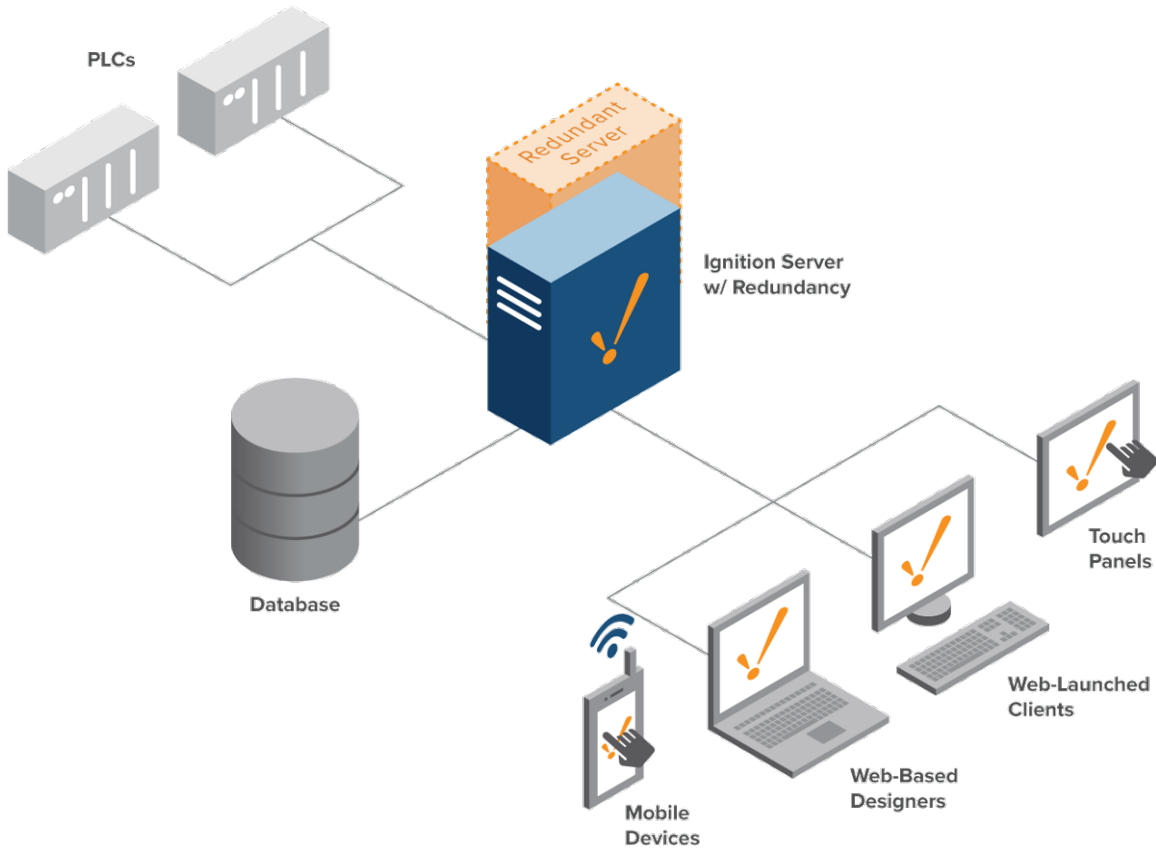 PLCs
Redundant
Server
Ignition Server
w/ Redundancy
Database
Touch
Panels
Web-Launched
Clients
Web-Based
Designers
Mobile
Devices